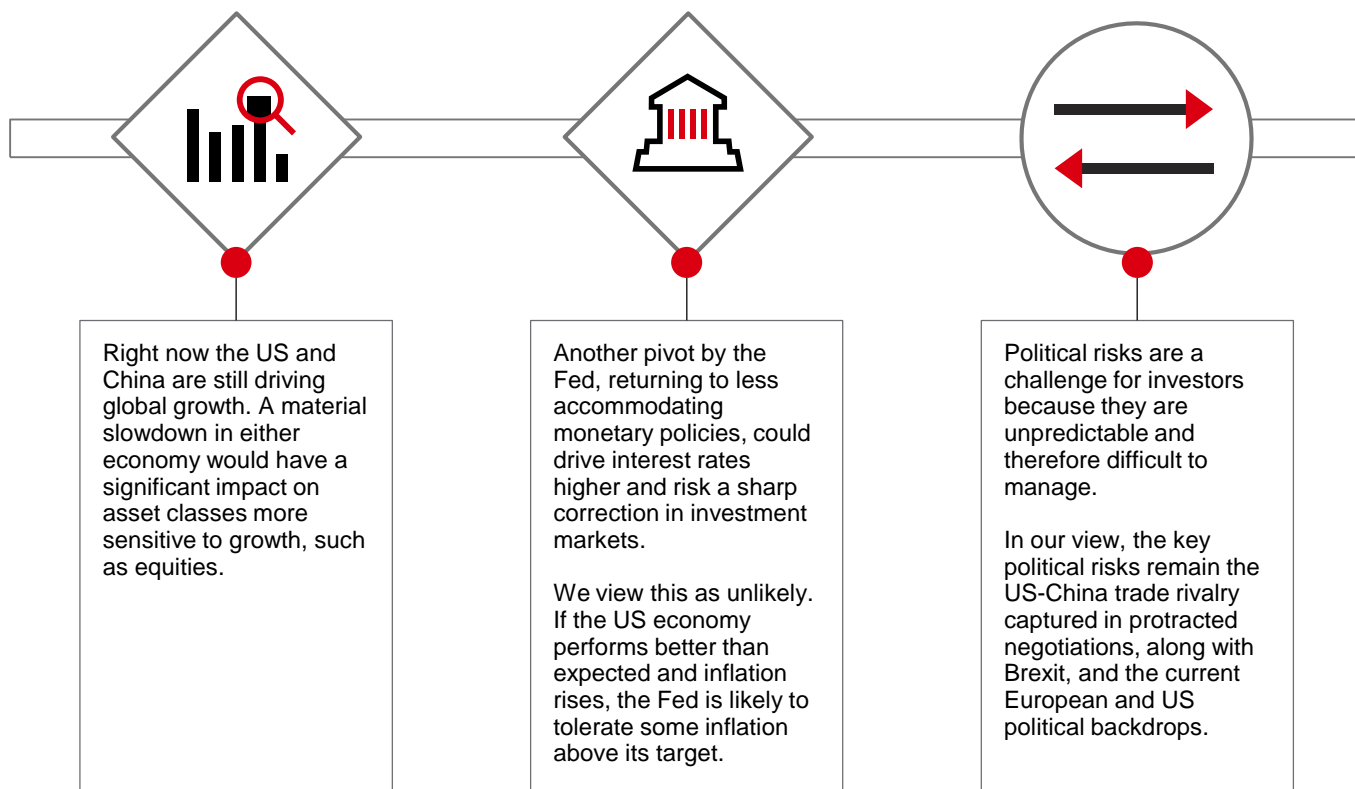 Right now the US and
China are still driving
global growth. A material
slowdown in either
economy would have a
significant impact on
asset classes more
sensitive to growth, such
as equities.
Another pivot by the
Fed, returning to less
accommodating
monetary policies, could
drive interest rates
higher and risk a sharp
correction in investment
markets.
We view this as unlikely.
If the US economy
performs better than
expected and inflation
rises, the Fed is likely to
tolerate some inflation
above its target.
Political risks are a
challenge for investors
because they are
unpredictable and
therefore difficult to
manage.
In our view, the key
political risks remain the
US-China trade rivalry
captured in protracted
negotiations, along with
Brexit, and the current
European and US
political backdrops.